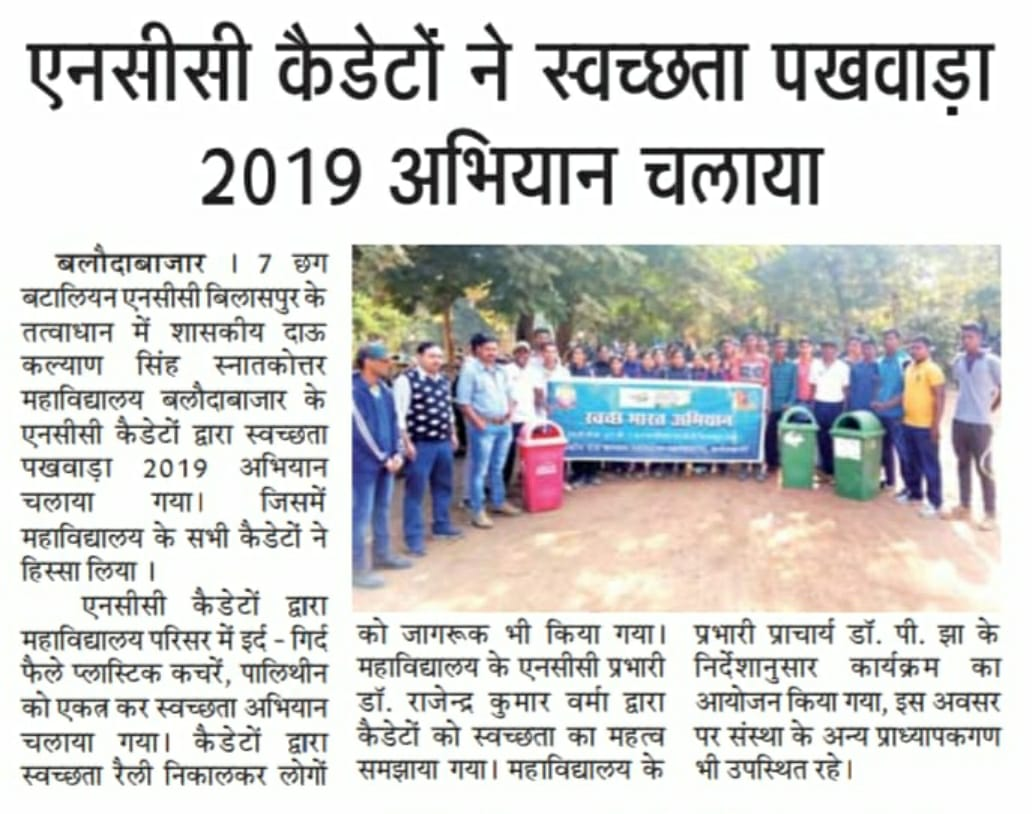 एनसीसी कैडेटों ने स्वच्छता पखवाड़ा
2019 अभियान चलाया
बलौदाबाजार । 7 छग
बटालियन एनसीसी बिलासपुर के
तत्वाधान में शासकीय दाऊ
कल्याण सिंह स्नातकोत्तर
महाविद्यालय बलौदाबाजार के
एनसीसी कैडेटों द्वारा स्वच्छता
पखवाड़ा 2019 अभियान
चलाया गया। जिसमें
महाविद्यालय के सभी कैडेटों ने
हिस्सा लिया ।
एनसीसी कैडेटों द्वारा
महाविद्यालय परिसर में इर्द - गिर्द
फैले प्लास्टिक कचरें, पालिथीन
को एकत्र कर स्वच्छता अभियान
चलाया गया। कैडेटों द्वारा
स्वच्छता रैली निकालकर लोगों
स्वच्छ भारत अभियान
को जागरूक भी किया गया।
महाविद्यालय के एनसीसी प्रभारी
डॉ. राजेन्द्र कुमार वर्मा द्वारा
कैडेटों को स्वच्छता का महत्व
समझाया गया। महाविद्यालय के
प्रभारी प्राचार्य डॉ. पी. झा के
निर्देशानुसार कार्यक्रम का
आयोजन किया गया, इस अवसर
पर संस्था के अन्य प्राध्यापकगण
भी उपस्थित रहे।